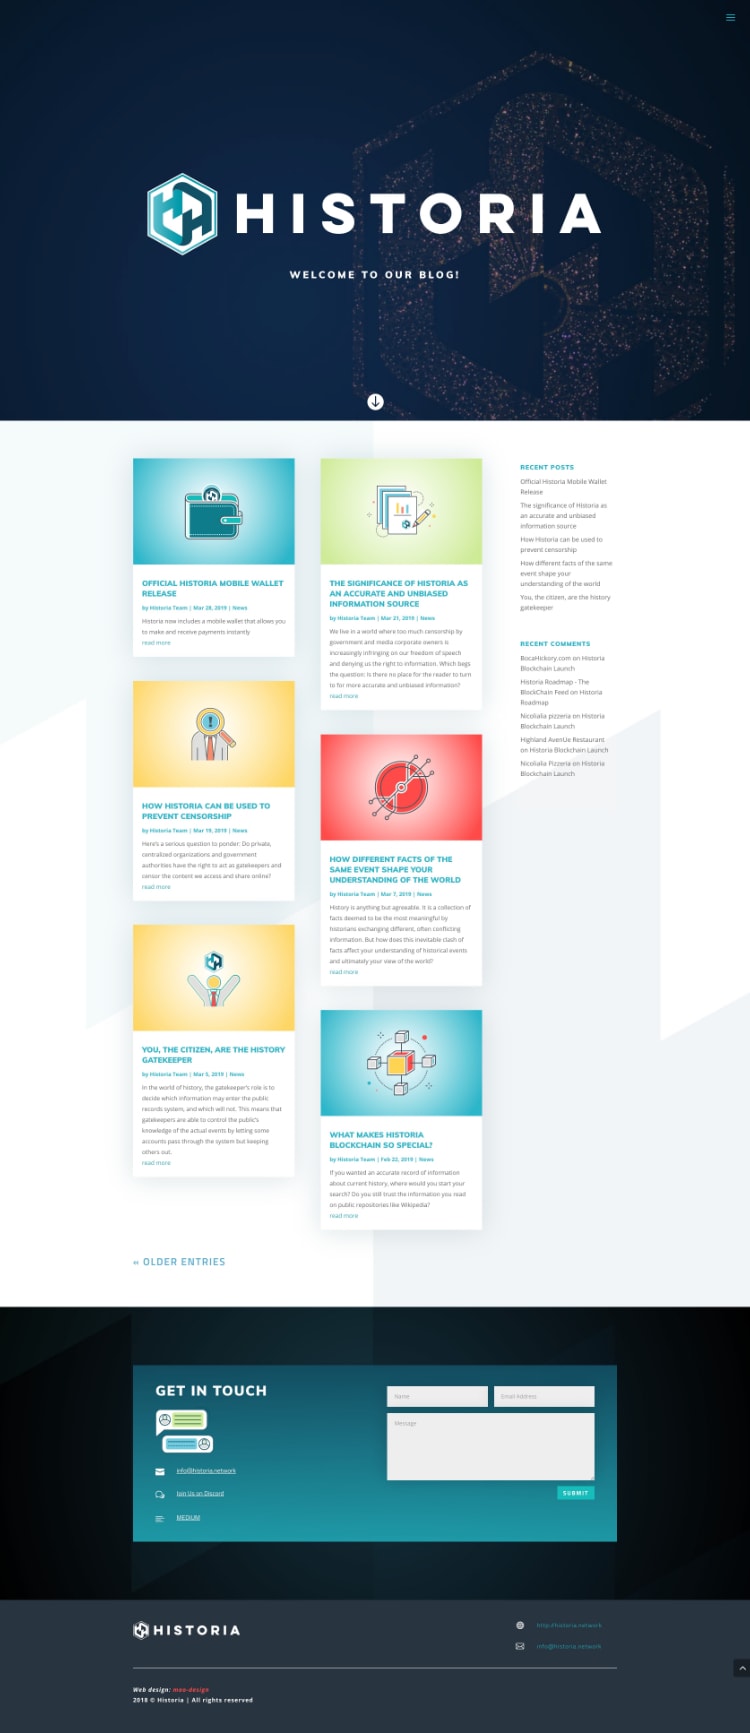 HISTORIA
WELCOME TO OUR BLOG!
OFFICIAL HISTORIA MOBILE WALLET
RELEASE
by Historia Team | Mar 28, 2019 | News
Historia now includes a mobile wallet that allows you
to make and receive payments instantly
read more
THE SIGNIFICANCE OF HISTORIA AS
AN ACCURATE AND UNBIASED
INFORMATION SOURCE
by Historia Team | Mar 21, 2019 | News
We live in a world where too much censorship by
government and media corporate owners is
increasingly infringing on our freedom of speech
and denying us the right to information. Which begs
the question: Is there no place for the reader to turn
to for more accurate and unbiased information?
read more
HOW HISTORIA CAN BE USED TO
PREVENT CENSORSHIP
by Historia Team | Mar 19, 2019 | News
Here's a serious question to ponder: Do private,
centralized organizations and government
authorities have the right to act as gatekeepers and
censor the content we access and share online?
read more
HOW DIFFERENT FACTS OF THE
SAME EVENT SHAPE YOUR
UNDERSTANDING OF THE WORLD
by Historia Team | Mar 7, 2019 | News
History is anything but agreeable. It is a collection of
facts deemed to be the most meaningful by
historians exchanging different, often conflicting
information. But how does this inevitable clash of
facts affect your understanding of historical events
and ultimately your view of the world?
read more
YOU, THE CITIZEN, ARE THE HISTORY
GATEKEEPER
by Historia Team | Mar 5, 2019 | News
In the world of history, the gatekeeper's role is to
decide which information may enter the public
records system, and which will not. This means that
gatekeepers are able to control the public's
knowledge of the actual events by letting some
accounts pass through the system but keeping
others out.
read more
WHAT MAKES HISTORIA
BLOCKCHAIN SO SPECIAL?
by Historia Team | Feb 22, 2019 | News
If you wanted an accurate record of information
about current history, where would you start your
search? Do you still trust the information you read
on public repositories like Wikipedia?
read more
RECENT POSTS
Official Historia Mobile Wallet
Release
The significance of Historia as
an accurate and unbiased
information source
How Historia can be used to
prevent censorship
How different facts of the same
event shape your
understanding of the world
You, the citizen, are the history
gatekeeper
RECENT COMMENTS
BocaHickory.com on Historia
Blockchain Launch
Historia Roadmap - The
BlockChain Feed on Historia
Roadmap
Nicolialia pizzeria on Historia
Blockchain Launch
Highland AvenUe Restaurant
on Historia Blockchain Launch
Nicolialia Pizzeria on Historia
Blockchain Launch
« OLDER ENTRIES
GET IN TOUCH
info@historia.network
Join Us on Discord
MEDIUM
Name
Email Address
Message
SUBMIT
HISTORIA
http://historia.network
info@historia.network
Web design: moo-design
2018 © Historia | All rights reserved